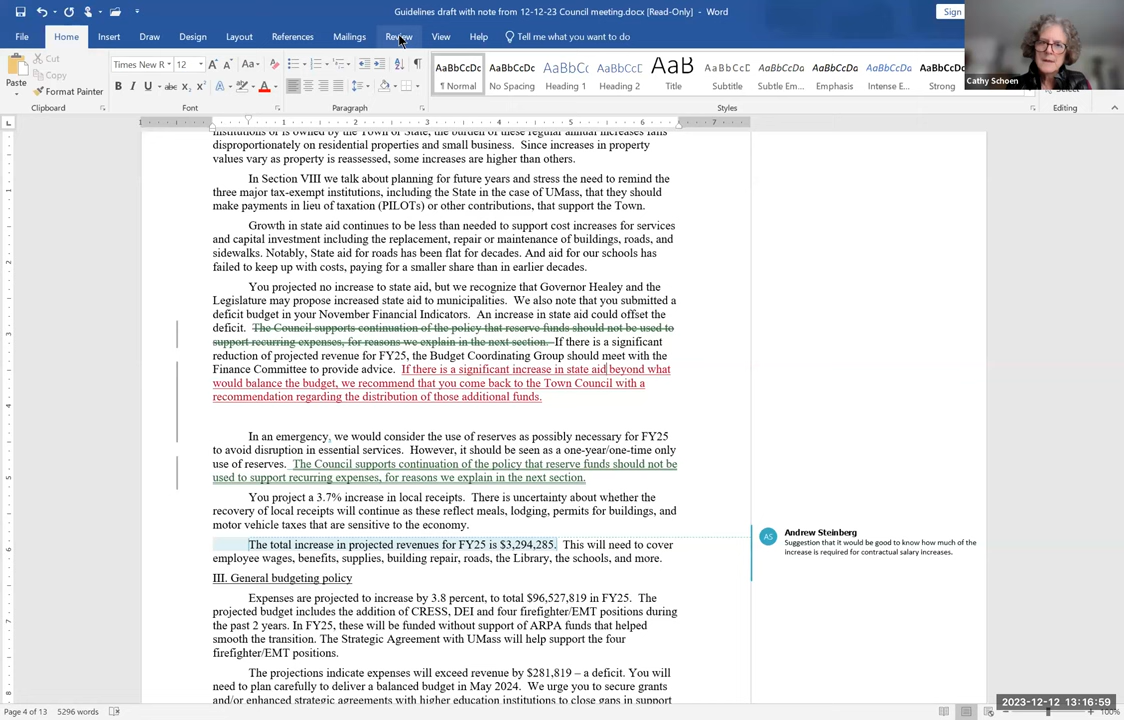 Guidelines draft with note from 12-12-23 Council meeting.docx [Read-Only] - Word
Sign
File Home Insert Draw Design Layout References Mailings Review View Help Tell me what you want to do
Cathy Schoen
Paste
Cut
Copy
Format Painter
Clipboard
Times New R 12
Font
Paragraph
AaBbCcDc AaBbCcDc AaBbC AaBbCcD AaB AaBbCcD AaBbCcDc AaBbCcDc AaBbCcDc AaBbCcDc
¶ Normal No Spacing Heading 1 Heading 2 Title Subtitle Subtle Em... Emphasis Intense E... Strong
Styles
Editing
disproportionately on residential properties and small business. Since increases in property
values vary as property is reassessed, some increases are higher than others.
In Section VIII we talk about planning for future years and stress the need to remind the
three major tax-exempt institutions, including the State in the case of UMass, that they should
make payments in lieu of taxation (PILOTs) or other contributions, that support the Town.
Growth in state aid continues to be less than needed to support cost increases for services
and capital investment including the replacement, repair or maintenance of buildings, roads, and
sidewalks. Notably, State aid for roads has been flat for decades. And aid for our schools has
failed to keep up with costs, paying for a smaller share than in earlier decades.
You projected no increase to state aid, but we recognize that Governor Healey and the
Legislature may propose increased state aid to municipalities. We also note that you submitted a
deficit budget in your November Financial Indicators. An increase in state aid could offset the
deficit. The Council supports continuation of the policy that reserve funds should not be used to
support recurring expenses, for reasons we explain in the next section. If there is a significant
reduction of projected revenue for FY25, the Budget Coordinating Group should meet with the
Finance Committee to provide advice. If there is a significant increase in state aid beyond what
would balance the budget, we recommend that you come back to the Town Council with a
recommendation regarding the distribution of those additional funds.
In an emergency, we would consider the use of reserves as possibly necessary for FY25
to avoid disruption in essential services. However, it should be seen as a one-year/one-time only
use of reserves. The Council supports continuation of the policy that reserve funds should not be
used to support recurring expenses, for reasons we explain in the next section.
You project a 3.7% increase in local receipts. There is uncertainty about whether the
recovery of local receipts will continue as these reflect meals, lodging, permits for buildings, and
motor vehicle taxes that are sensitive to the economy.
The total increase in projected revenues for FY25 is $3,294,285. This will need to cover
employee wages, benefits, supplies, building repair, roads, the Library, the schools, and more.
AS Andrew Steinberg
Suggestion that it would be good to know how much of the
increase is required for contractual salary increases.
III. General budgeting policy
Expenses are projected to increase by 3.8 percent, to total $96,527,819 in FY25. The
projected budget includes the addition of CRESS, DEI and four firefighter/EMT positions during
the past 2 years. In FY25, these will be funded without support of ARPA funds that helped
smooth the transition. The Strategic Agreement with UMass will help support the four
firefighter/EMT positions.
The projections indicate expenses will exceed revenue by $281,819 – a deficit. You will
need to plan carefully to deliver a balanced budget in May 2024. We urge you to secure grants
and/or enhanced strategic agreements with higher education institutions to close gaps in support
Page 4 of 13 5296 words
2023-12-12 13:16:59
100%